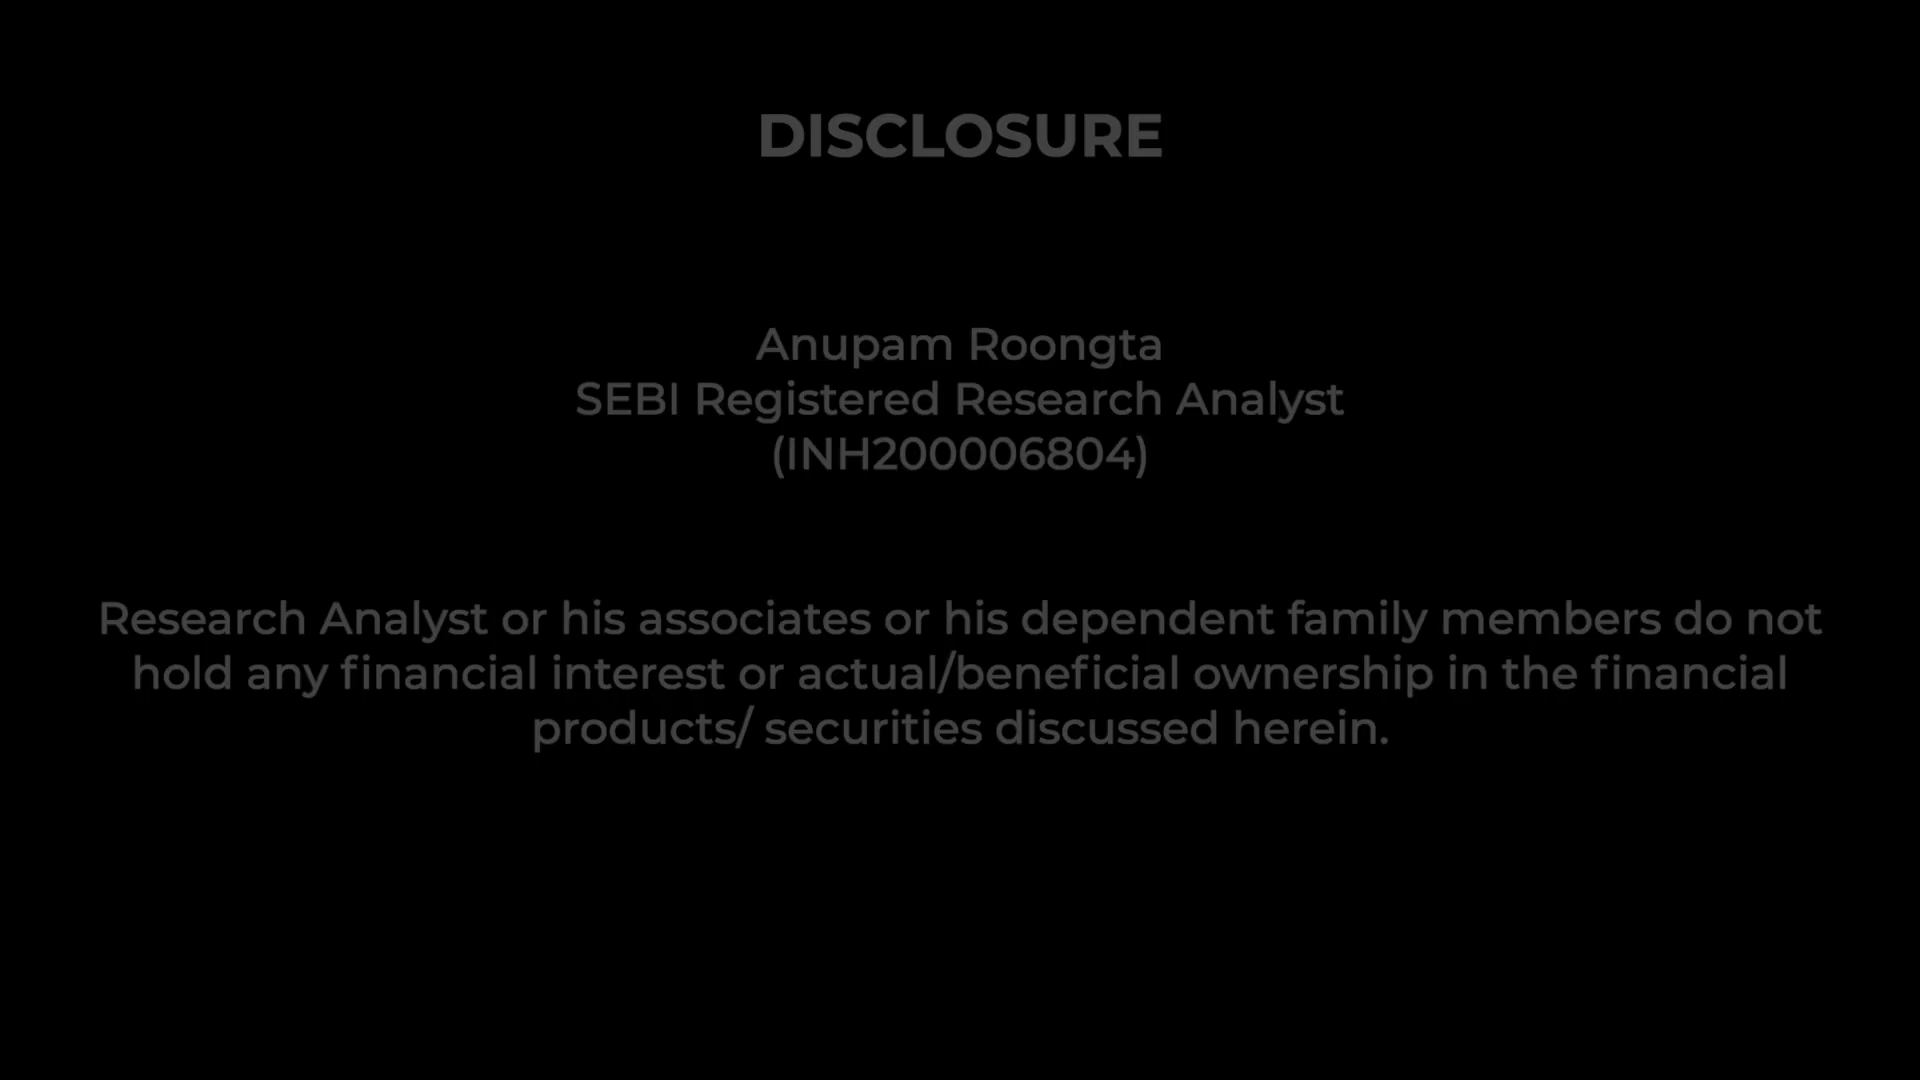 DISCLOSURE
Anupam Roongta
SEBI Registered Research Analyst
(INH200006804)
Research Analyst or his associates or his dependent family members do not
hold any financial interest or actual/beneficial ownership in the financial
products/ securities discussed herein.